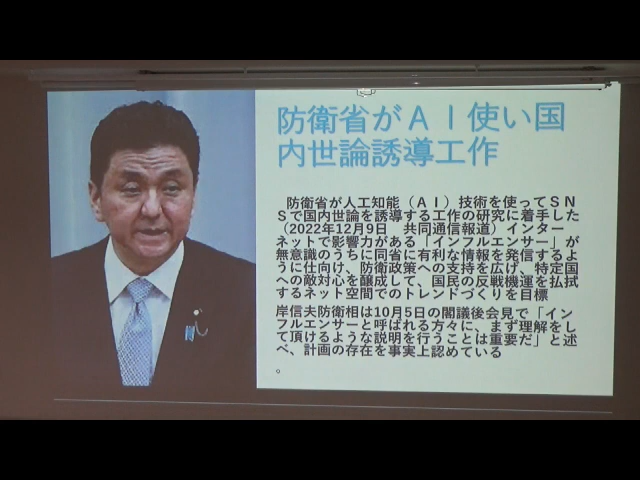 防衛省がＡＩ使い国
内世論誘導工作
防衛省が人工知能（ＡＩ）技術を使ってＳＮ
Ｓで国内世論を誘導する工作の研究に着手した
（2022年12月9日　共同通信報道）インター
ネットで影響力がある「インフルエンサー」が
無意識のうちに同省に有利な情報を発信するよ
うに仕向け、防衛政策への支持を広げ、特定国
への敵対心を醸成して、国民の反戦機運を払拭
するネット空間でのトレンドづくりを目標
岸信夫防衛相は10月5日の閣議後会見で「イン
フルエンサーと呼ばれる方々に、まず理解をし
て頂けるような説明を行うことは重要だ」と述
べ、計画の存在を事実上認めている
。